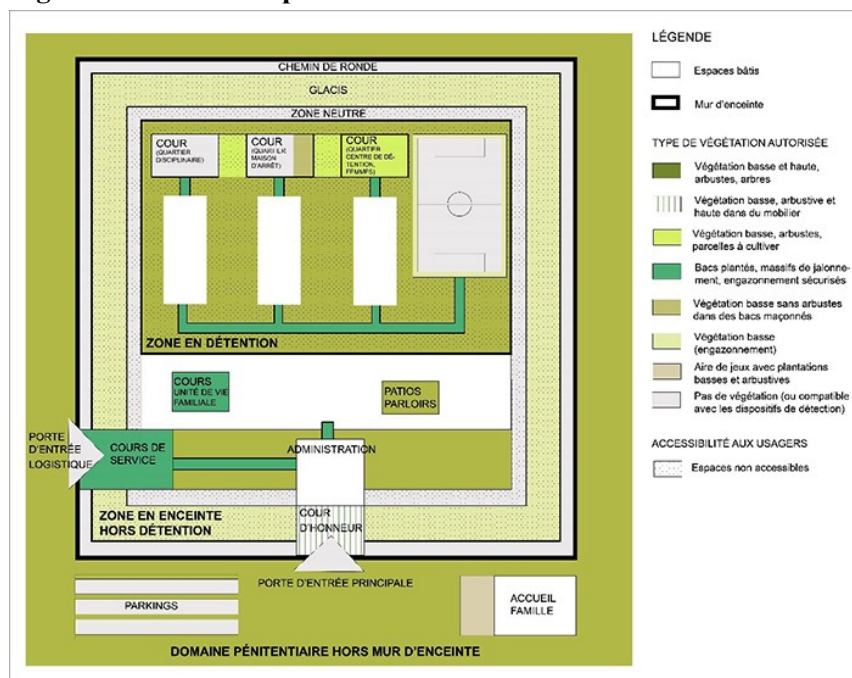 CHEMIN DE RONDE
GLACIS
ZONE NEUTRE
COUR
(QUARTIER
DISCIPLINAIRE)
COUR
(QUARTIER
MAISON
D'ARRÊT)
COUR
(QUARTIER
CENTRE DE DÉ-
TENTION,
FEMMES)
ZONE EN DÉTENTION
COURS
UNITÉ DE VIE
FAMILIALE
PATIOS
PARLOIRS
PORTE
D'ENTRÉE
LOGISTIQUE
COURS DE
SERVICE
ADMINISTRATION
ZONE EN ENCEINTE
HORS DÉTENTION
COUR
D'HONNEUR
PORTE D'ENTRÉE PRINCIPALE
PARKINGS
ACCUEIL
FAMILLE
DOMAINE PÉNITENTIAIRE HORS MUR D'ENCEINTE
LÉGENDE
Espaces bâtis
Mur d'enceinte
TYPE DE VÉGÉTATION AUTORISÉE
Végétation basse et haute,
arbustes, arbres
Végétation basse, arbustive et
haute dans du mobilier
Végétation basse, arbustes,
parcelles à cultiver
Bacs plantés, massifs de jalonne-
ment, engazonnement sécurisés
Végétation basse sans arbustes
dans des bacs maçonnés
Végétation basse
(engazonnement)
Aire de jeux avec plantations
basses et arbustives
Pas de végétation (ou compatible
avec les dispositifs de détection)
ACCESSIBILITÉ AUX USAGERS
Espaces non accessibles